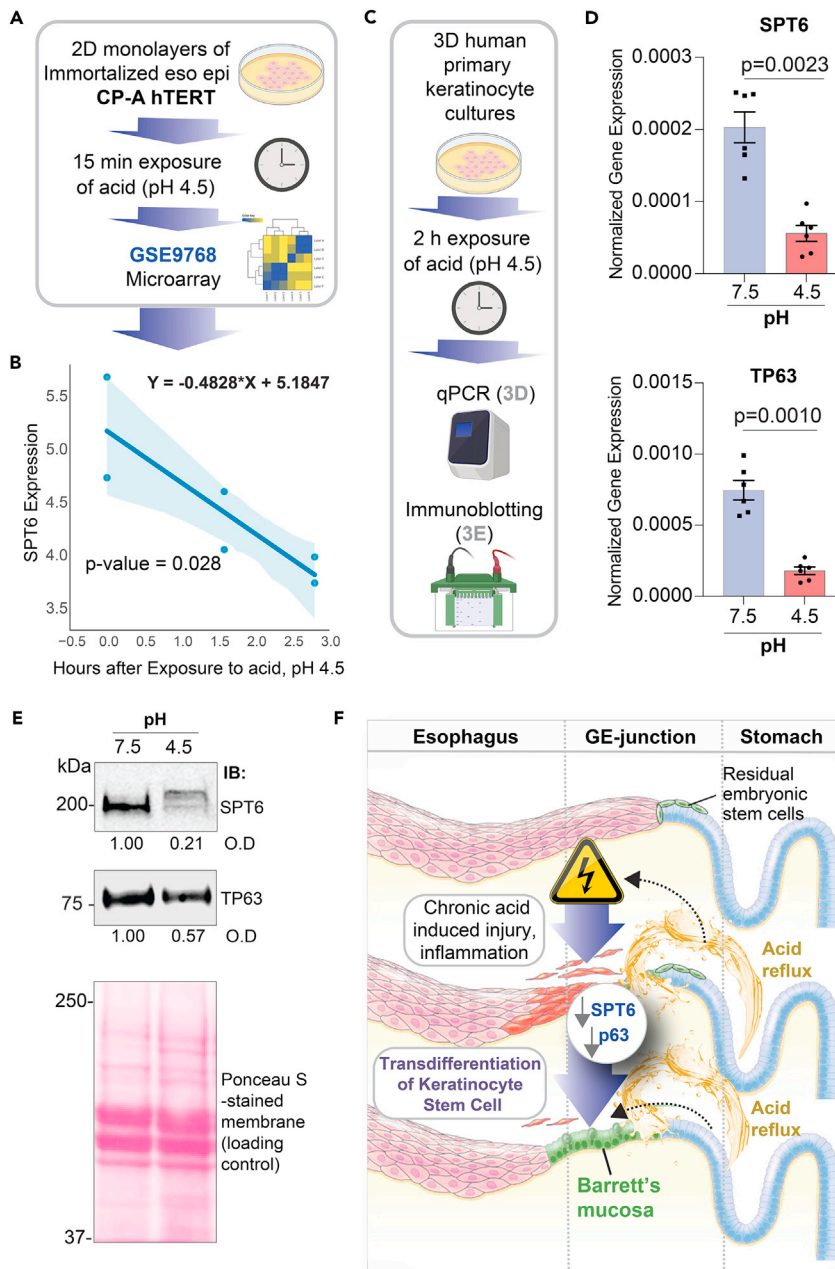 A
2D monolayers of
Immortalized eso epi
CP-A hTERT
15 min exposure
of acid (pH 4.5)
GSE9768
Microarray
B
Y = -0.4828*X + 5.1847
SPT6 Expression
5.5
5.0
4.5
4.0
3.5
p-value = 0.028
−0.5 0.0 0.5 1.0 1.5 2.0 2.5 3.0
Hours after Exposure to acid, pH 4.5
C
3D human
primary
keratinocyte
cultures
2 h exposure
of acid (pH 4.5)
qPCR (3D)
Immunoblotting
(3E)
D
SPT6
p=0.0023
Normalized Gene Expression
0.0003
0.0002
0.0001
0.0000
7.5 4.5
pH
TP63
p=0.0010
Normalized Gene Expression
0.0015
0.0010
0.0005
0.0000
7.5 4.5
pH
E
pH
7.5 4.5
kDa
IB:
200- SPT6
1.00 0.21 O.D
75 - TP63
1.00 0.57 O.D
250-
Ponceau S
-stained
membrane
(loading
control)
37-
F
Esophagus GE-junction Stomach
Residual
embryonic
stem cells
Chronic acid
induced injury,
inflammation
Acid
reflux
SPT6
p63
Transdifferentiation
of Keratinocyte
Stem Cell
Acid
reflux
Barrett's
mucosa